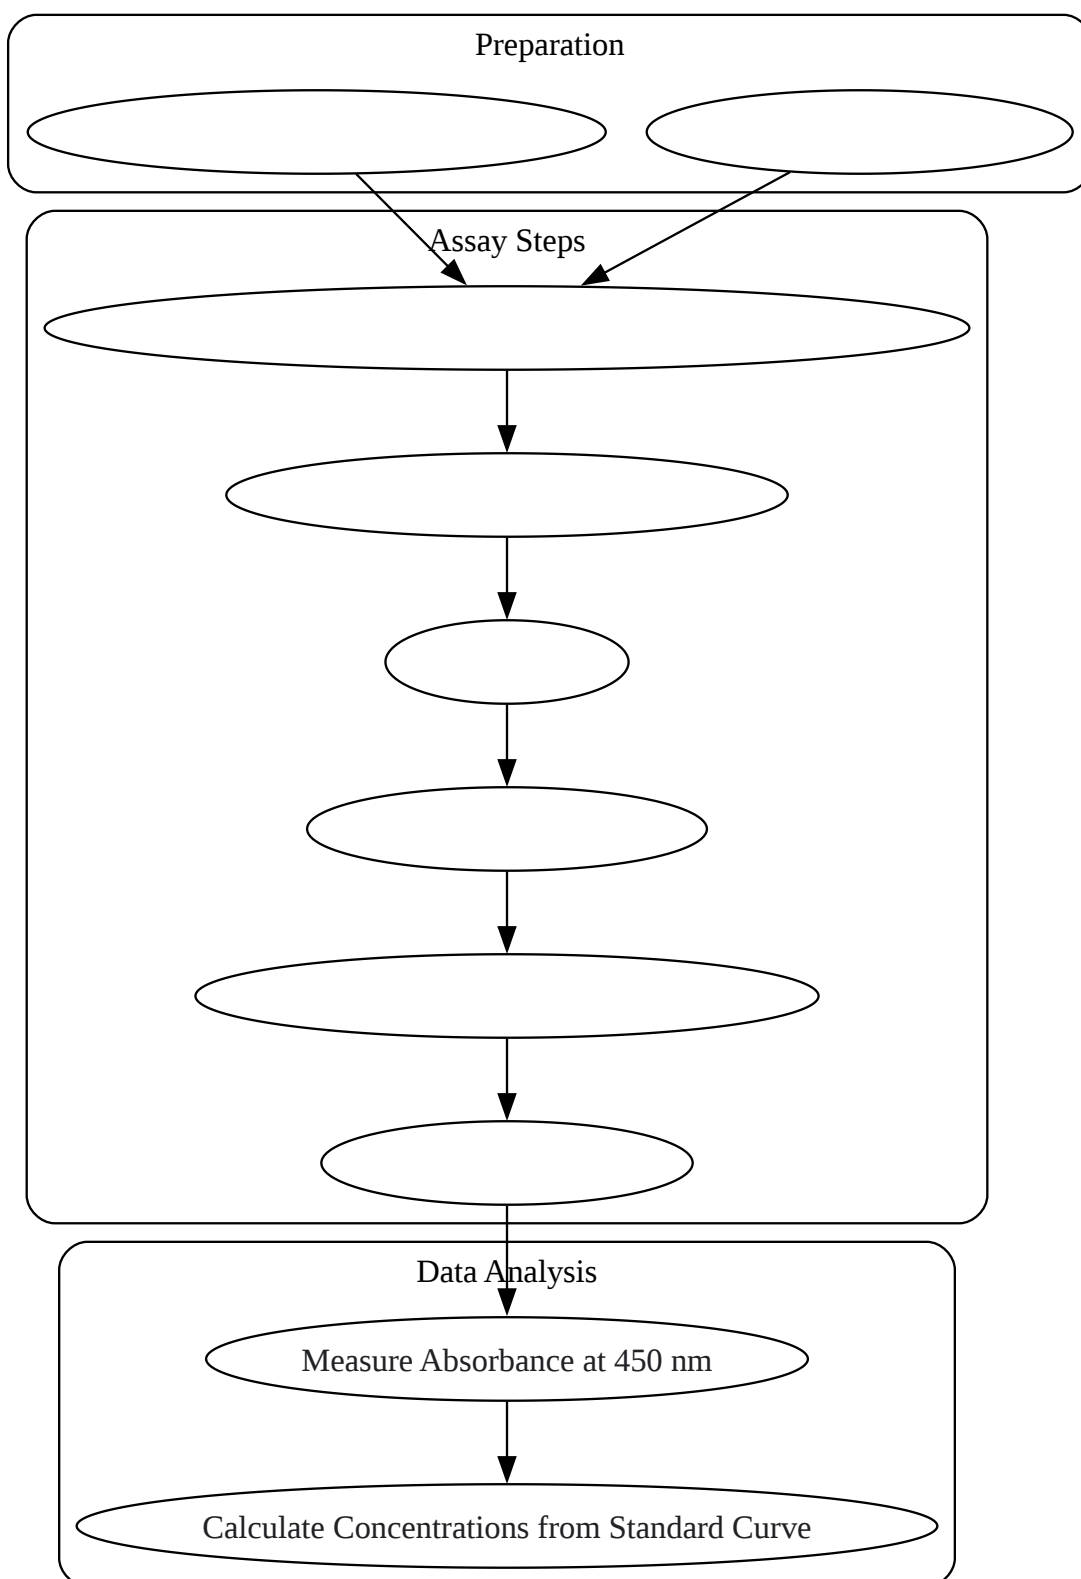 Preparation
Assay Steps
Data Analysis
Measure Absorbance at 450 nm
Calculate Concentrations from Standard Curve